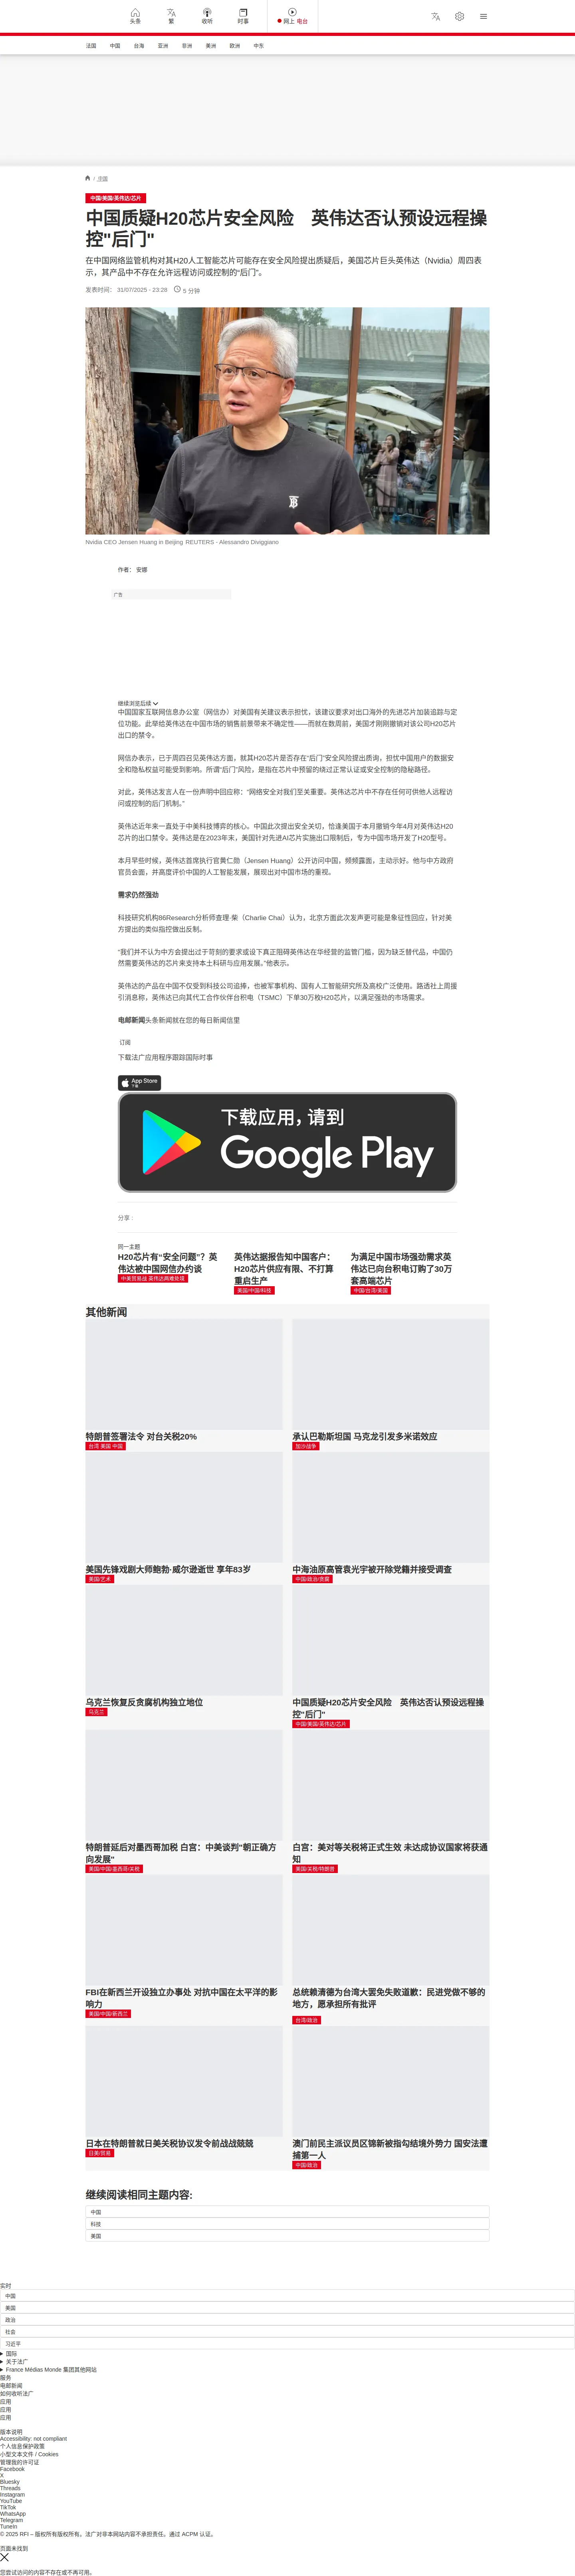 头条
繁
收听
时事
网上 电台
法国
中国
台海
亚洲
非洲
美洲
欧洲
中东
/ 中国
中国/美国/英伟达/芯片
中国质疑H20芯片安全风险　英伟达否认预设远程操
控"后门"
在中国网络监管机构对其H20人工智能芯片可能存在安全风险提出质疑后，美国芯片巨头英伟达（Nvidia）周四表
示，其产品中不存在允许远程访问或控制的“后门”。
发表时间： 31/07/2025 - 23:29
5 分钟
Nvidia CEO Jensen Huang in Beijing REUTERS - Alessandro Diviggiano
作者： 安娜
广告
继续浏览后续
中国国家互联网信息办公室（网信办）对美国有关建议表示担忧，该建议要求对出口海外的先进芯片加装追踪与定
位功能。此举给英伟达在中国市场的销售前景带来不确定性——而就在数周前，美国才刚刚撤销对该公司H20芯片
出口的禁令。
网信办表示，已于周四召见英伟达方面，就其H20芯片是否存在“后门”安全风险提出质询，担忧中国用户的数据安
全和隐私权益可能受到影响。所谓“后门”风险，是指在芯片中预留的绕过正常认证或安全控制的隐秘路径。
对此，英伟达发言人在一份声明中回应称：“网络安全对我们至关重要。英伟达芯片中不存在任何可供他人远程访
问或控制的后门机制。”
英伟达近年来一直处于中美科技博弈的核心。中国此次提出安全关切，恰逢美国于本月撤销今年4月对英伟达H20
芯片的出口禁令。英伟达是在2023年末，美国针对先进AI芯片实施出口限制后，专为中国市场开发了H20型号。
本月早些时候，英伟达首席执行官黄仁勋（Jensen Huang）公开访问中国，频频露面，主动示好。他与中方政府
官员会面，并高度评价中国的人工智能发展，展现出对中国市场的重视。
需求仍然强劲
科技研究机构86Research分析师查理·柴（Charlie Chai）认为，北京方面此次发声更可能是象征性回应，针对美
方提出的类似指控做出反制。
“我们并不认为中方会提出过于苛刻的要求或设下真正阻碍英伟达在华经营的监管门槛，因为缺乏替代品，中国仍
然需要英伟达的芯片来支持本土科研与应用发展。”他表示。
英伟达的产品在中国不仅受到科技公司追捧，也被军事机构、国有人工智能研究所及高校广泛使用。路透社上周援
引消息称，英伟达已向其代工合作伙伴台积电（TSMC）下单30万枚H20芯片，以满足强劲的市场需求。
电邮新闻头条新闻就在您的每日新闻信里
订阅
下载法广应用程序跟踪国际时事
App Store
下载
下载应用，请到
Google Play
分享 :
同一主题
H20芯片有“安全问题”？英
伟达被中国网信办约谈
中美贸易战 英伟达两难处境
英伟达据报告知中国客户：
H20芯片供应有限、不打算
重启生产
美国/中国/科技
为满足中国市场强劲需求英
伟达已向台积电订购了30万
套高端芯片
中国/台湾/美国
其他新闻
特朗普签署法令 对台关税20%
台湾 美国 中国
承认巴勒斯坦国 马克龙引发多米诺效应
加沙战争
美国先锋戏剧大师鲍勃·威尔逊逝世 享年83岁
美国/艺术
中海油原高管袁光宇被开除党籍并接受调查
中国/政治/贪腐
乌克兰恢复反贪腐机构独立地位
乌克兰
中国质疑H20芯片安全风险　英伟达否认预设远程操
控"后门"
中国/美国/英伟达/芯片
特朗普延后对墨西哥加税 白宫：中美谈判"朝正确方
向发展"
美国/中国/墨西哥/关税
白宫：美对等关税将正式生效 未达成协议国家将获通
知
美国/关税/特朗普
FBI在新西兰开设独立办事处 对抗中国在太平洋的影
响力
美国/中国/新西兰
总统赖清德为台湾大罢免失败道歉：民进党做不够的
地方，愿承担所有批评
台湾/政治
日本在特朗普就日美关税协议发令前战战兢兢
日美/贸易
澳门前民主派议员区锦新被指勾结境外势力 国安法遭
捕第一人
中国/政治
继续阅读相同主题内容:
中国
科技
美国
实时
中国
美国
政治
社会
习近平
国际
关于法广
France Médias Monde 集团其他网站
服务
电邮新闻
如何收听法广
应用
应用
应用
版本说明
Accessibility: not compliant
个人信息保护政策
小型文本文件 / Cookies
管理我的许可证
Facebook
X
Bluesky
Threads
Instagram
YouTube
TikTok
WhatsApp
Telegram
TuneIn
© 2025 RFI – 版权所有版权所有。法广对非本网站内容不承担责任。通过 ACPM 认证。
页面未找到
您尝试访问的内容不存在或不再可用。